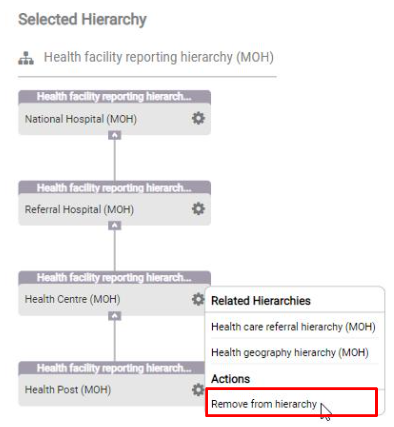 Selected Hierarchy
Health facility reporting hierarchy (MOH)
Health facility reporting hierarch...
National Hospital (MOH)
Health facility reporting hierarch...
Referral Hospital (MOH)
Health facility reporting hierarch...
Health Centre (MOH)
Health facility reporting hierarch...
Health Post (MOH)
Related Hierarchies
Health care referral hierarchy (MOH)
Health geography hierarchy (MOH)
Actions
Remove from hierarchy